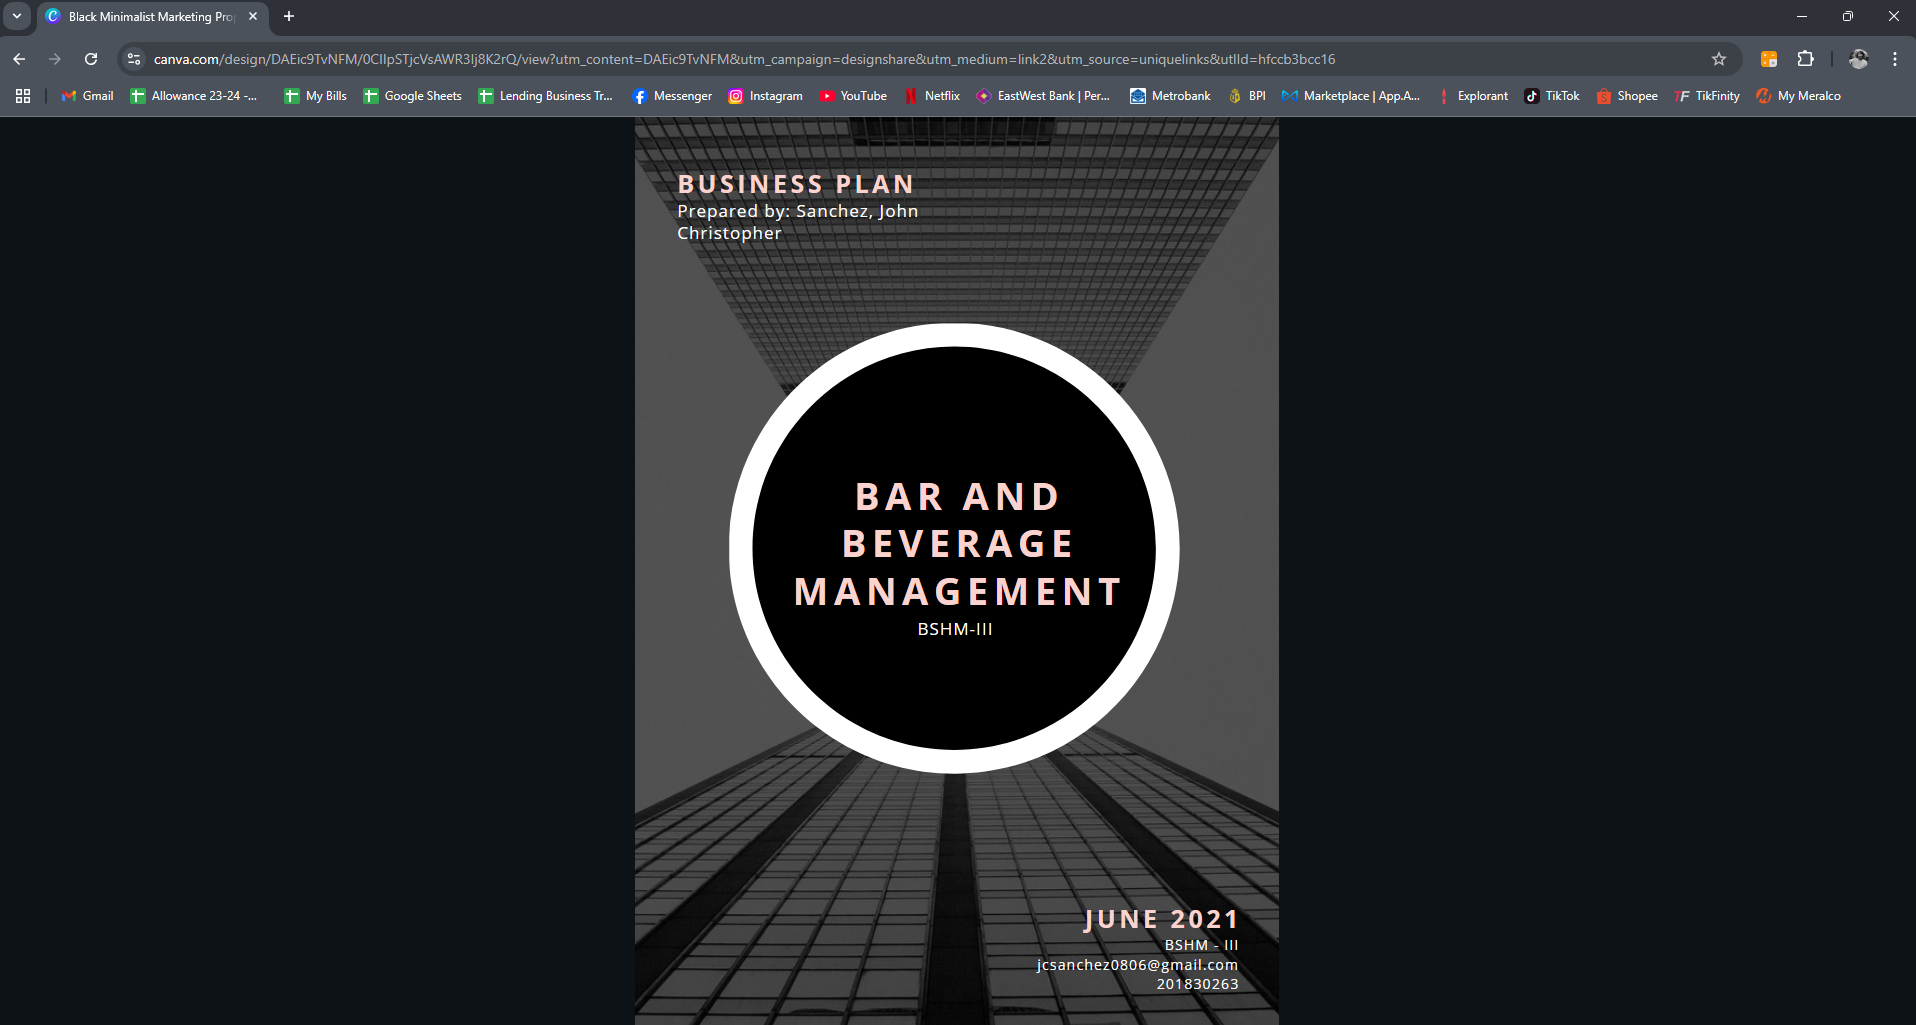 Black Minimalist Marketing Pro
canva.com/design/DAEic9TvNFM/0CIIpSTjcVsAWR3Ij8K2rQ/view?utm_content=DAEic9TvNFM&utm_campaign=designshare&utm_medium=link2&utm_source=uniquelinks&utlId=hfccb3bcc16
Gmail
Allowance 23-24 -...
My Bills
Google Sheets
Lending Business Tr...
Messenger
Instagram
YouTube
Netflix
EastWest Bank | Per...
Metrobank
BPI
Marketplace | App.A...
Explorant
TikTok
Shopee
TikFinity
My Meralco
BUSINESS PLAN
Prepared by: Sanchez, John
Christopher
BAR AND
BEVERAGE
MANAGEMENT
BSHM-III
JUNE 2021
BSHM - III
jcsanchez0806@gmail.com
201830263